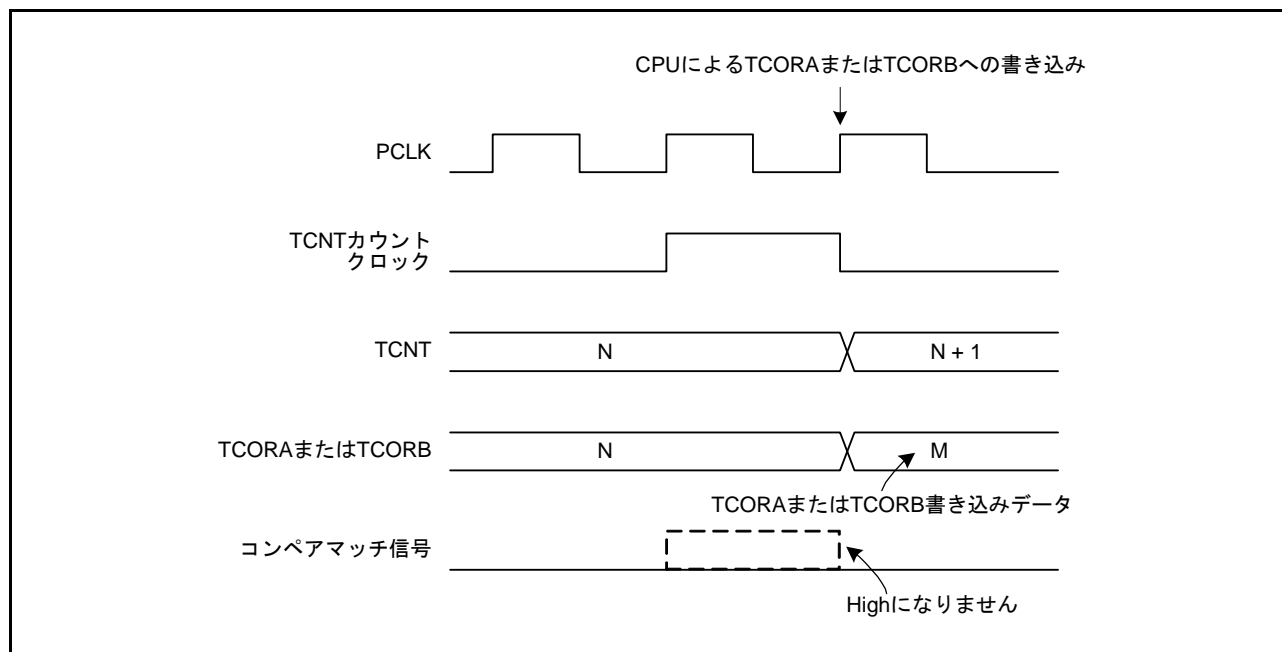 CPUによるTCORAまたはTCORBへの書き込み
PCLK
TCNTカウント
クロック
TCNT
N
N + 1
TCORAまたはTCORB
N
M
TCORAまたはTCORB書き込みデータ
コンペアマッチ信号
Highになりません